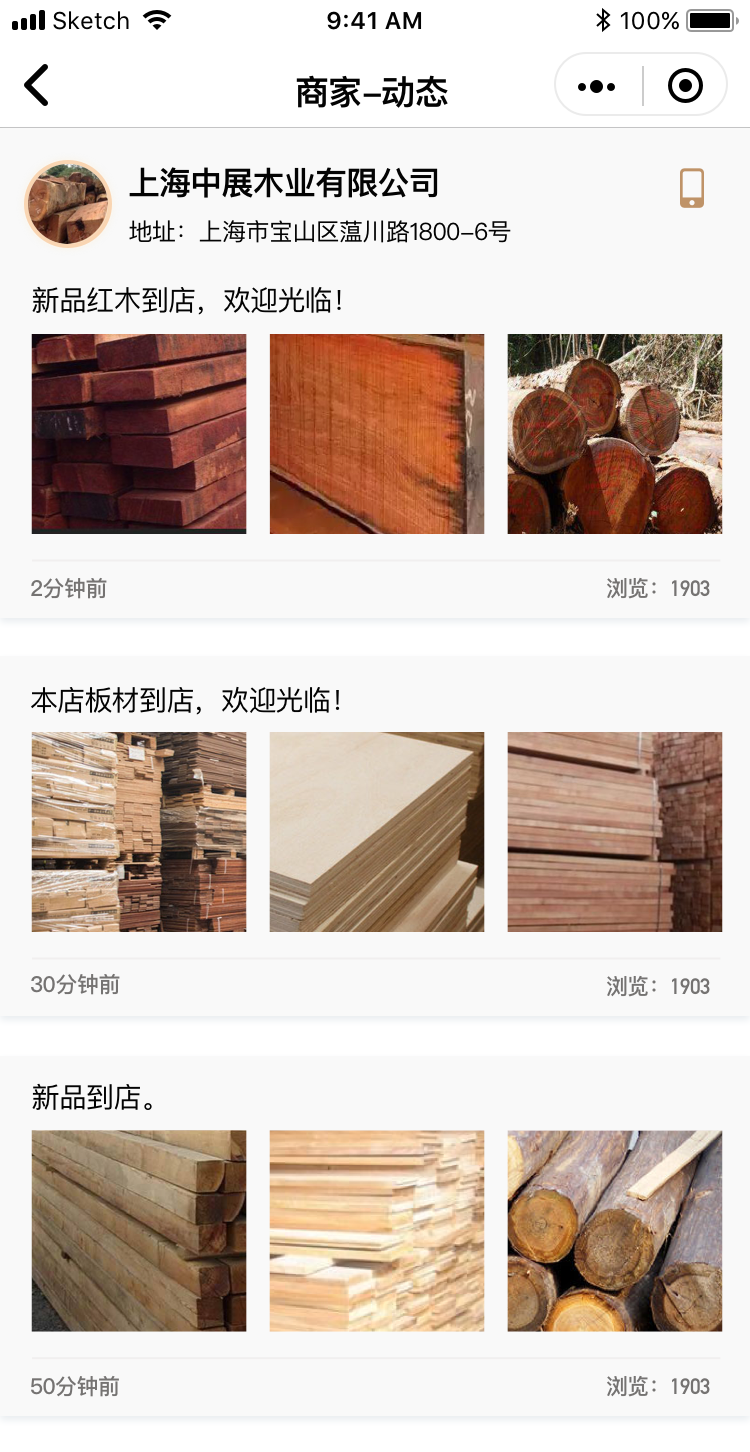 Sketch 9:41 AM 100%
商家-动态
上海中展木业有限公司
地址：上海市宝山区蕰川路1800-6号
新品红木到店，欢迎光临！
2分钟前 浏览：1903
本店板材到店，欢迎光临！
30分钟前 浏览：1903
新品到店。
50分钟前 浏览：1903